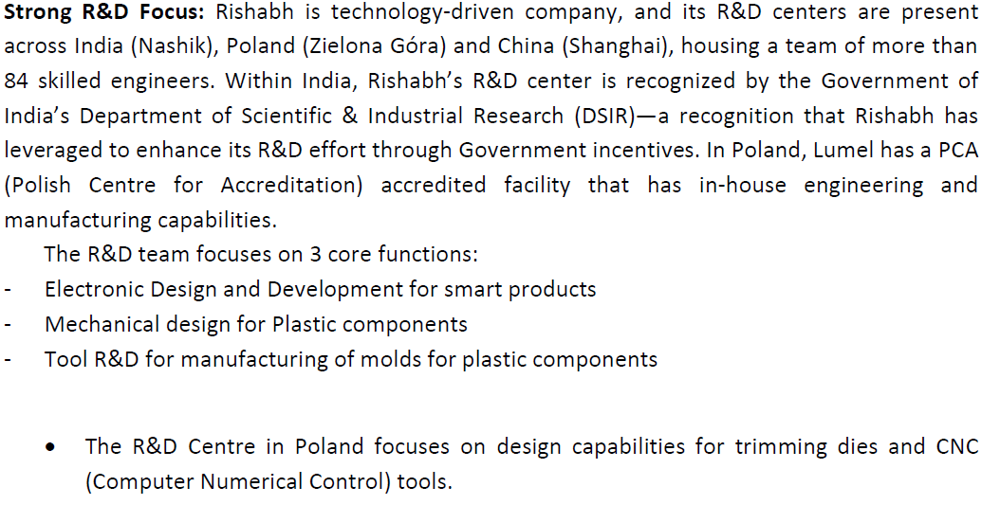 Strong R&D Focus: Rishabh is technology-driven company, and its R&D centers are present
across India (Nashik), Poland (Zielona Góra) and China (Shanghai), housing a team of more than
84 skilled engineers. Within India, Rishabh’s R&D center is recognized by the Government of
India’s Department of Scientific & Industrial Research (DSIR)—a recognition that Rishabh has
leveraged to enhance its R&D effort through Government incentives. In Poland, Lumel has a PCA
(Polish Centre for Accreditation) accredited facility that has in-house engineering and
manufacturing capabilities.
The R&D team focuses on 3 core functions:
- Electronic Design and Development for smart products
- Mechanical design for Plastic components
- Tool R&D for manufacturing of molds for plastic components
• The R&D Centre in Poland focuses on design capabilities for trimming dies and CNC
(Computer Numerical Control) tools.